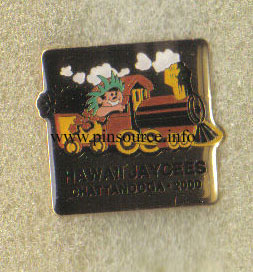 www.pinsource.info
HAWAII JAYCEES
CHATTANOOGA - 2000